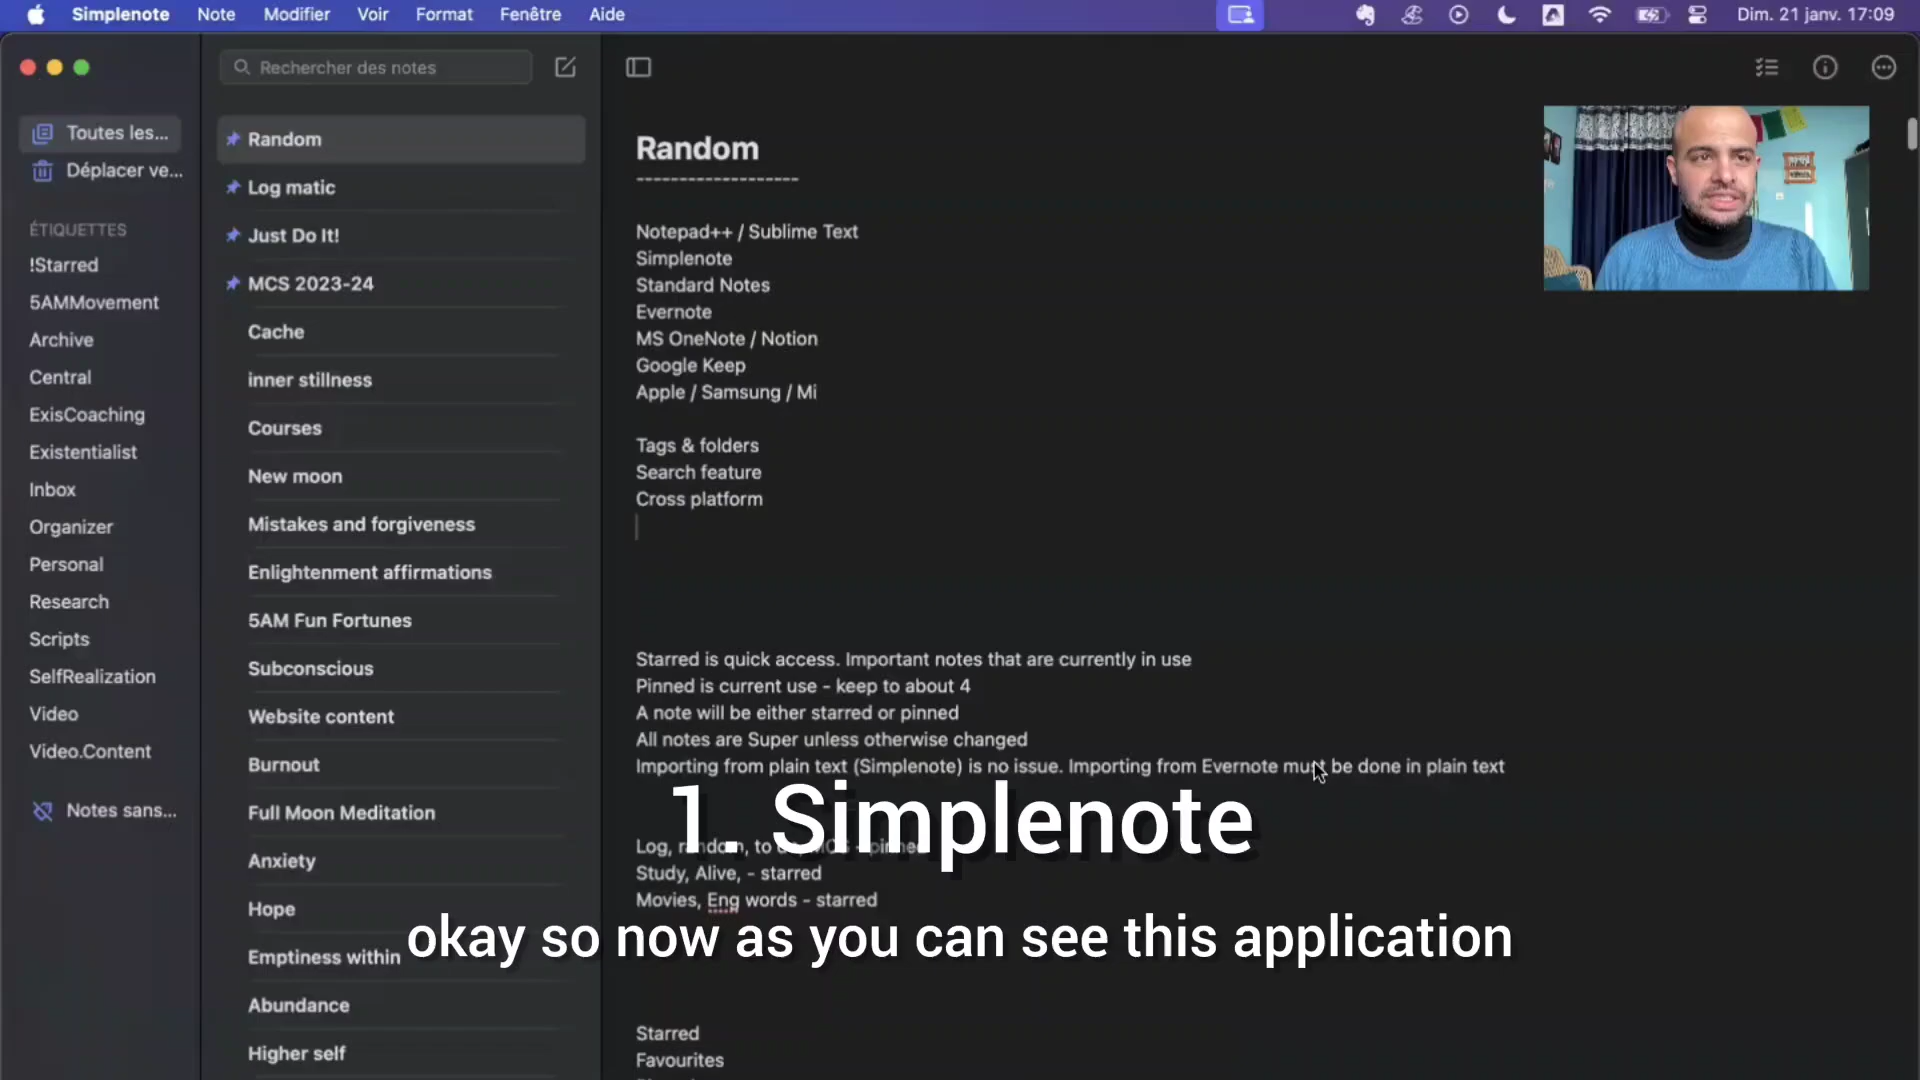 Simplenote Note Modifier Voir Format Fenêtre Aide
Dim. 21 janv. 17:09
Rechercher des notes
Toutes les...
Déplacer ve...
ÉTIQUETTES
!Starred
5AMMovement
Archive
Central
ExisCoaching
Existentialist
Inbox
Organizer
Personal
Research
Scripts
SelfRealization
Video
Video.Content
Notes sans...
Random
Log matic
Just Do It!
MCS 2023-24
Cache
inner stillness
Courses
New moon
Mistakes and forgiveness
Enlightenment affirmations
5AM Fun Fortunes
Subconscious
Website content
Burnout
Full Moon Meditation
Anxiety
Hope
Emptiness within
Abundance
Higher self
Random
-------------------
Notepad++ / Sublime Text
Simplenote
Standard Notes
Evernote
MS OneNote / Notion
Google Keep
Apple / Samsung / Mi
Tags & folders
Search feature
Cross platform
Starred is quick access. Important notes that are currently in use
Pinned is current use - keep to about 4
A note will be either starred or pinned
All notes are Super unless otherwise changed
Importing from plain text (Simplenote) is no issue. Importing from Evernote must be done in plain text
Log, random, to
Study, Alive, - starred
Movies, Eng words - starred
Starred
Favourites
1. Simplenote
okay so now as you can see this application